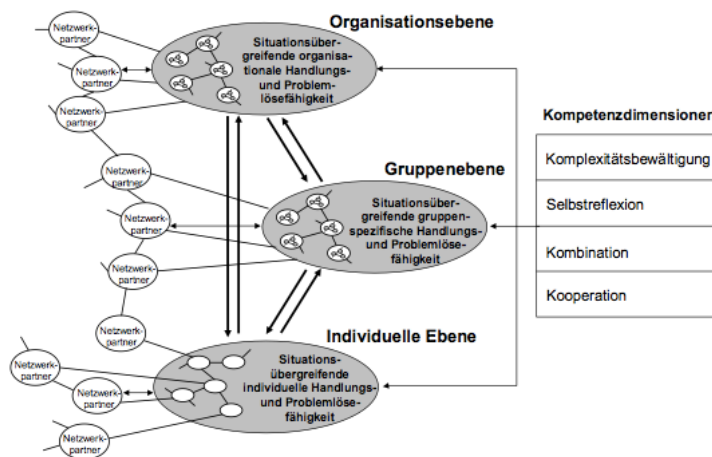 Organisationsebene
Netzwerk-
partner
Netzwerk-
partner
Netzwerk-
partner
Situationsüber-
greifende organisa-
tionale Handlungs-
und Problem-
lösefähigkeit
Kompetenzdimensionen
Komplexitätsbewältigung
Selbstreflexion
Kombination
Kooperation
Gruppenebene
Netzwerk-
partner
Netzwerk-
partner
Netzwerk-
partner
Netzwerk-
partner
Situationsüber-
greifende gruppen-
spezifische Handlungs-
und Problemlöse-
fähigkeit
Individuelle Ebene
Netzwerk-
partner
Netzwerk-
partner
Netzwerk-
partner
Situations-
übergreifende
individuelle Handlungs-
und Problemlöse-
fähigkeit